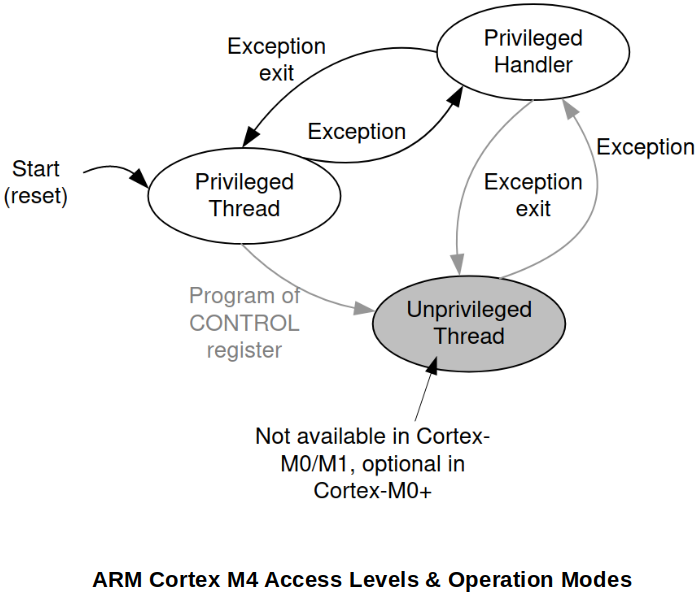 Privileged
Handler
Exception
exit
Exception
Exception
Start
(reset)
Privileged
Thread
Exception
exit
Program of
CONTROL
register
Unprivileged
Thread
Not available in Cortex-
M0/M1, optional in
Cortex-M0+
ARM Cortex M4 Access Levels & Operation Modes